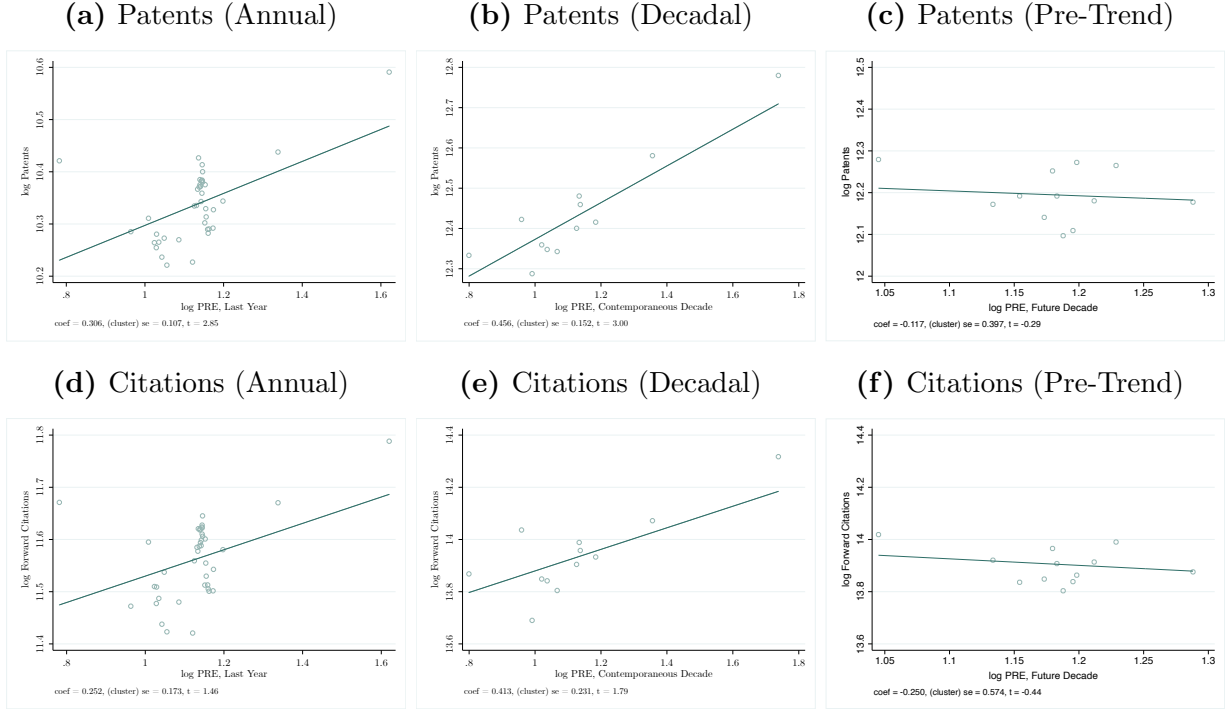 (a) Patents (Annual)
log Patents
10.2 10.3 10.4 10.5 10.6
.8 1 1.2 1.4 1.6
log PRE, Last Year
coef = 0.306, (cluster) se = 0.107, t = 2.85
(b) Patents (Decadal)
log Patents
12.3 12.4 12.5 12.6 12.7 12.8
.8 1 1.2 1.4 1.6 1.8
log PRE, Contemporaneous Decade
coef = 0.456, (cluster) se = 0.152, t = 3.00
(c) Patents (Pre-Trend)
log Patents
12 12.1 12.2 12.3 12.4 12.5
1.05 1.1 1.15 1.2 1.25 1.3
log PRE, Future Decade
coef = -0.117, (cluster) se = 0.397, t = -0.29
(d) Citations (Annual)
log Forward Citations
11.4 11.5 11.6 11.7 11.8
.8 1 1.2 1.4 1.6
log PRE, Last Year
coef = 0.252, (cluster) se = 0.173, t = 1.46
(e) Citations (Decadal)
log Forward Citations
13.6 13.8 14 14.2 14.4
.8 1 1.2 1.4 1.6 1.8
log PRE, Contemporaneous Decade
coef = 0.413, (cluster) se = 0.231, t = 1.79
(f) Citations (Pre-Trend)
log Forward Citations
13.6 13.8 14 14.2 14.4
1.05 1.1 1.15 1.2 1.25 1.3
log PRE, Future Decade
coef = -0.250, (cluster) se = 0.574, t = -0.44